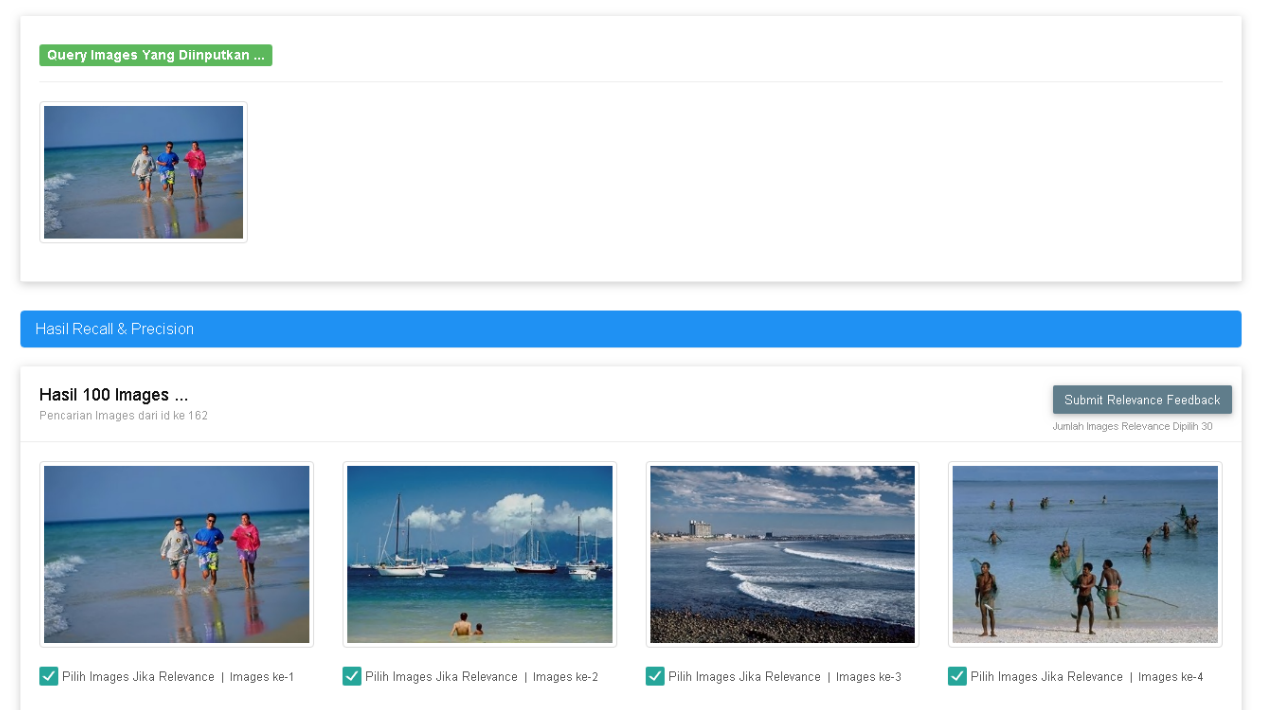 Query Images Yang Diinputkan ...
Hasil Recall & Precision
Hasil 100 Images ...
Pencarian Images dari id ke 162
Submit Relevance Feedback
Jumlah Images Relevance Dipilih 30
Pilih Images Jika Relevance | Images ke-1
Pilih Images Jika Relevance | Images ke-2
Pilih Images Jika Relevance | Images ke-3
Pilih Images Jika Relevance | Images ke-4